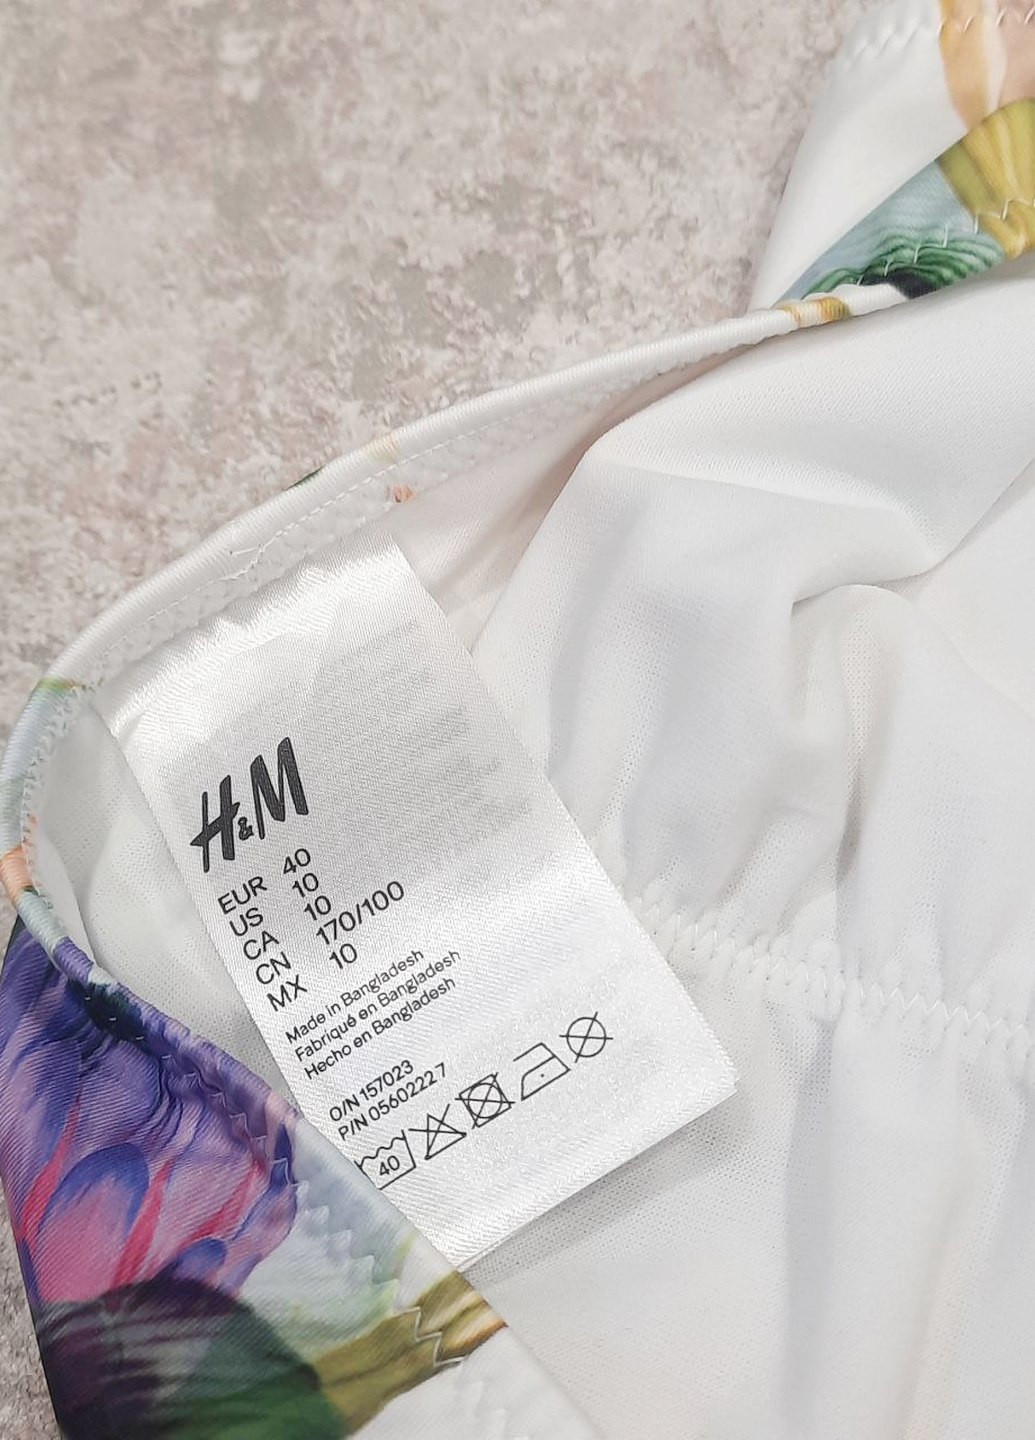 H&M
EUR 40
US 10
CA 10
CN 170/100
MX 10
Made in Bangladesh
Fabriqué en Bangladesh
Hecho en Bangladesh
O/N 157023
P/N 05602227
40